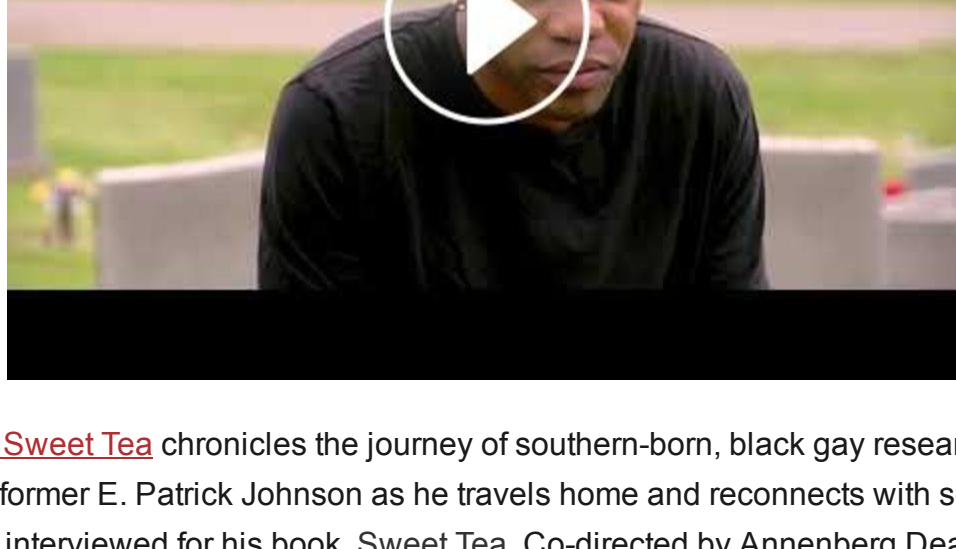 Sweet Tea chronicles the journey of southern-born, black gay resear
former E. Patrick Johnson as he travels home and reconnects with s
interviewed for his book, Sweet Tea. Co-directed by Annenberg Dea